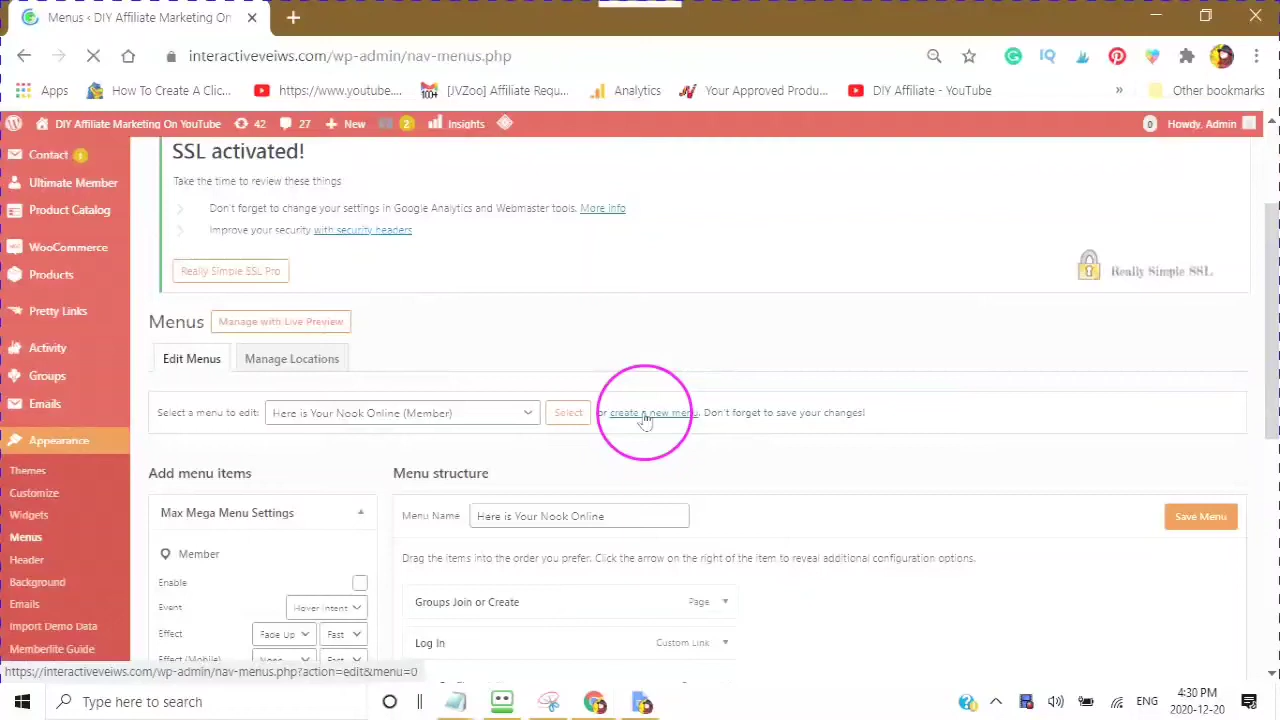 Menus ‹ DIY Affiliate Marketing On
interactiveveiws.com/wp-admin/nav-menus.php
Apps How To Create A Clic... https://www.youtube.... 100+ [JVZoo] Affiliate Requ... Analytics Your Approved Produ... DIY Affiliate - YouTube » Other bookmarks
DIY Affiliate Marketing On YouTube 42 27 + New 2 Insights 0 Howdy, Admin
Contact
Ultimate Member
Product Catalog
WooCommerce
Products
Pretty Links
Activity
Groups
Emails
Appearance
Themes
Customize
Widgets
Menus
Header
Background
Emails
Import Demo Data
Memberlite Guide
SSL activated!
Take the time to review these things
Don't forget to change your settings in Google Analytics and Webmaster tools. More info
Improve your security with security headers
Really Simple SSL Pro
Really Simple SSL
Menus Manage with Live Preview
Edit Menus Manage Locations
Select a menu to edit: Here is Your Nook Online (Member) Select or create a new menu. Don't forget to save your changes!
Add menu items
Max Mega Menu Settings
Member
Enable
Event Hover Intent
Effect Fade Up Fast
Effect (Mobile) None Fast
Menu structure
Menu Name Here is Your Nook Online Save Menu
Drag the items into the order you prefer. Click the arrow on the right of the item to reveal additional configuration options.
Groups Join or Create Page
Log In Custom Link
https://interactiveveiws.com/wp-admin/nav-menus.php?action=edit&menu=0
Type here to search
ENG
4:30 PM
2020-12-20